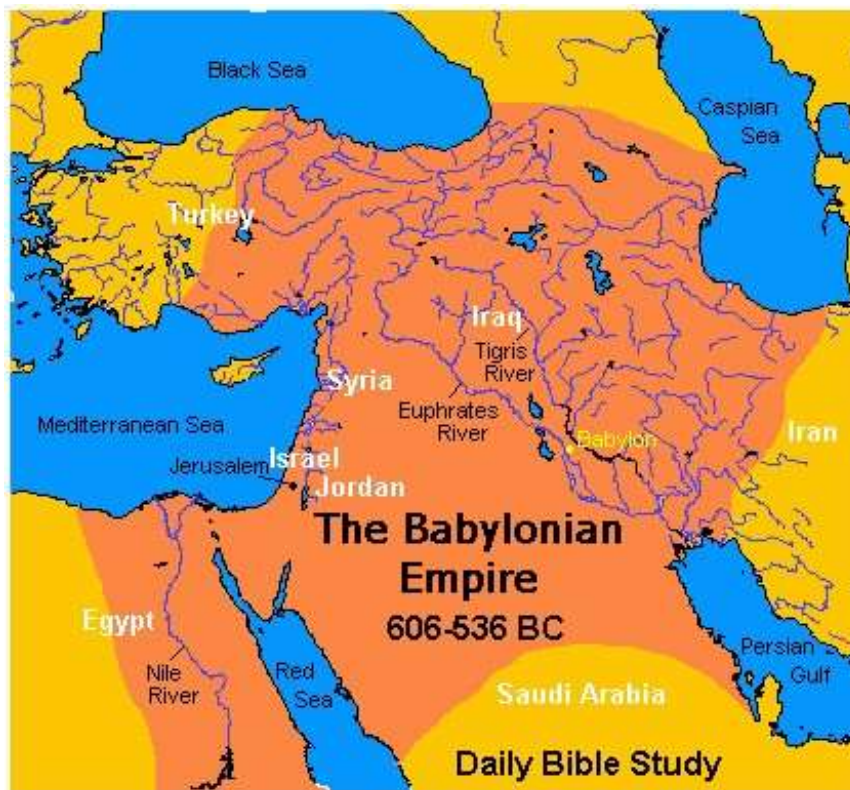 Black Sea
Caspian
Sea
Turkey
Iraq
Tigris
River
Syria
Euphrates
River
Mediterranean Sea
Babylon
Iran
Israel
Jerusalem
Jordan
The Babylonian
Empire
606-536 BC
Egypt
Nile
River
Red
Sea
Persian
Gulf
Saudi Arabia
Daily Bible Study